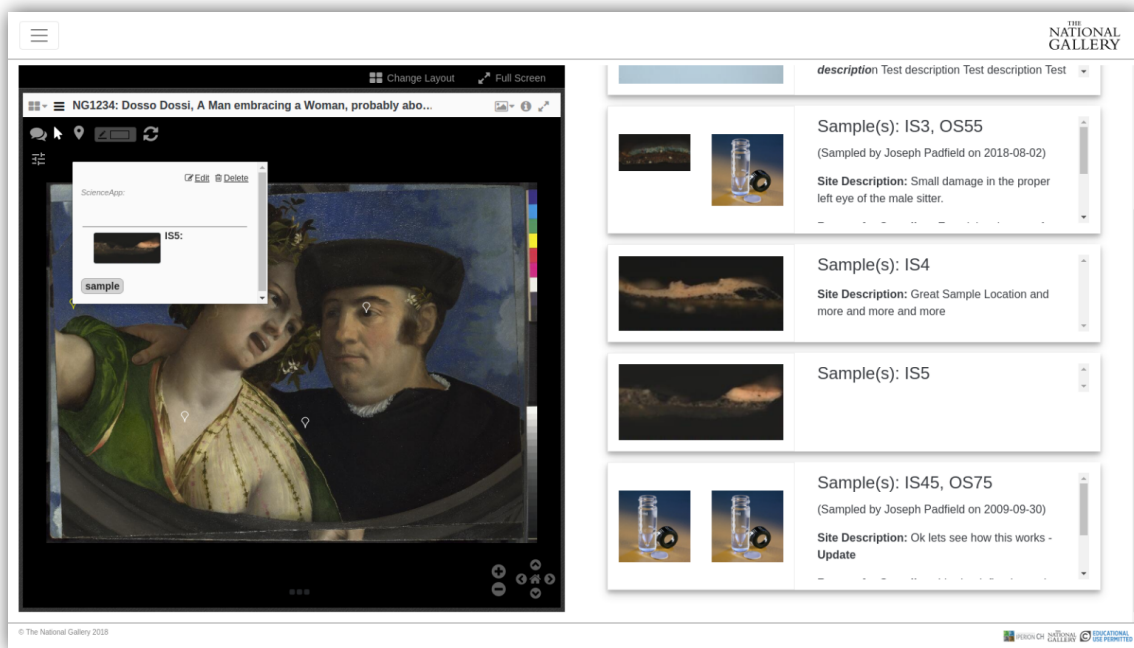 THE
NATIONAL
GALLERY
Change Layout Full Screen
NG1234: Dosso Dossi, A Man embracing a Woman, probably abo...
Edit Delete
ScienceApp:
IS5:
sample
description Test description Test description Test
Sample(s): IS3, OS55
(Sampled by Joseph Padfield on 2018-08-02)
Site Description: Small damage in the proper
left eye of the male sitter.
Sample(s): IS4
Site Description: Great Sample Location and
more and more and more
Sample(s): IS5
Sample(s): IS45, OS75
(Sampled by Joseph Padfield on 2009-09-30)
Site Description: Ok lets see how this works -
Update
© The National Gallery 2018
IPERION CH
THE
NATIONAL
GALLERY
EDUCATIONAL
USE PERMITTED